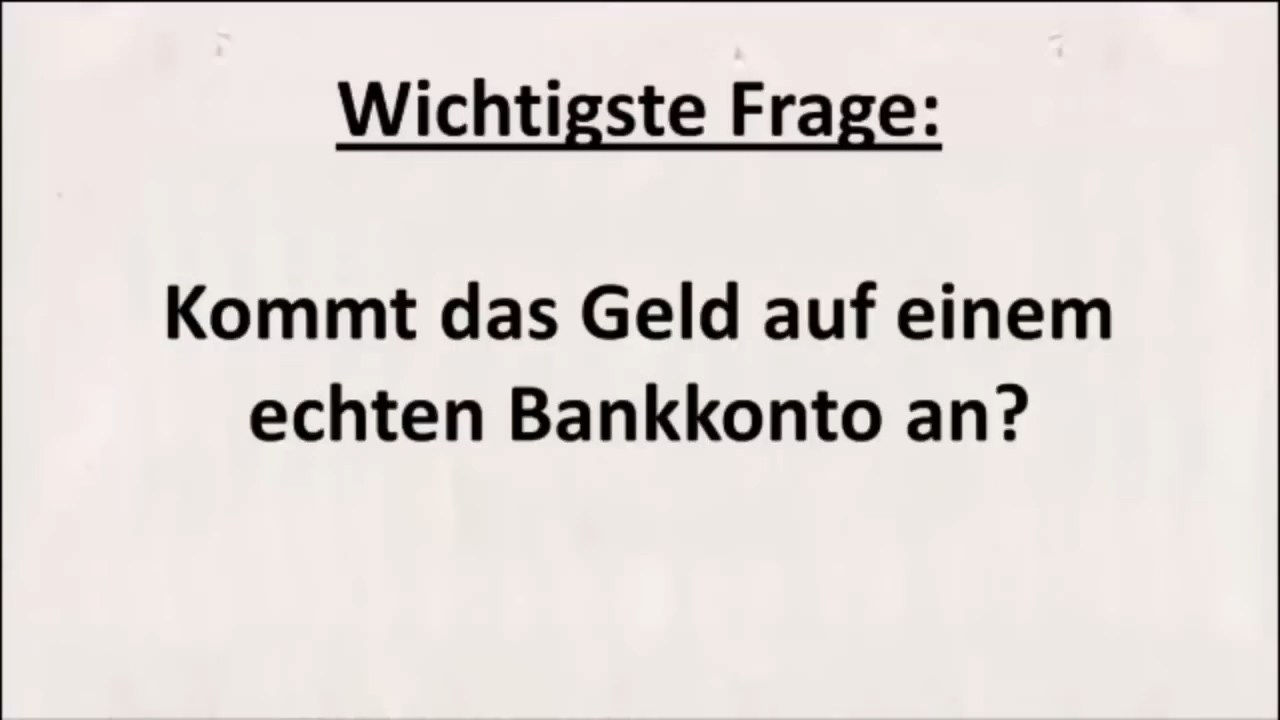 Wichtigste Frage:
Kommt das Geld auf einem
echten Bankkonto an?